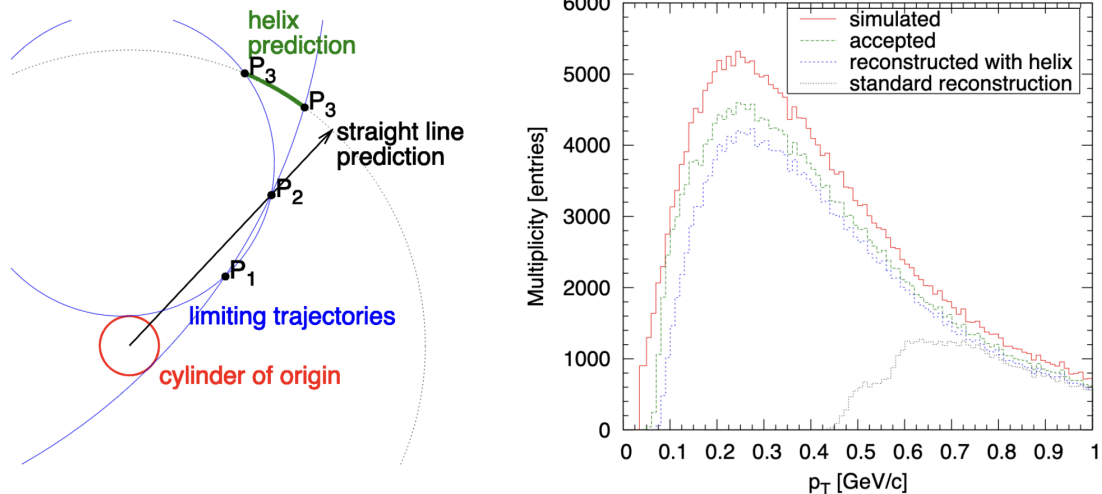 helix
prediction
P3
P3
straight line
prediction
P2
P1
limiting trajectories
cylinder of origin
6000
5000
4000
3000
2000
1000
0
Multiplicity [entries]
simulated
accepted
reconstructed with helix
standard reconstruction
0 0.1 0.2 0.3 0.4 0.5 0.6 0.7 0.8 0.9 1
pT [GeV/c]